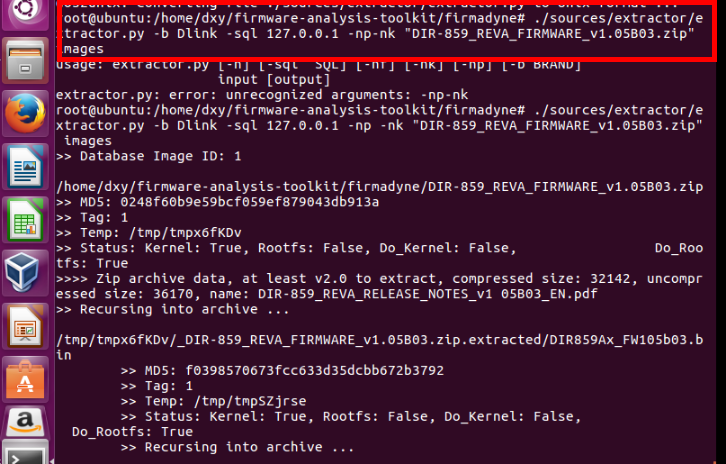 root@ubuntu:/home/dxy/firmware-analysis-toolkit/firmadyne# ./sources/extractor/e
xtractor.py -b Dlink -sql 127.0.0.1 -np-nk "DIR-859_REVA_FIRMWARE_v1.05B03.zip"
images
usage: extractor.py [-h] [-sql SQL] [-nf] [-nk] [-np] [-b BRAND]
input [output]
extractor.py: error: unrecognized arguments: -np-nk
root@ubuntu:/home/dxy/firmware-analysis-toolkit/firmadyne# ./sources/extractor/e
xtractor.py -b Dlink -sql 127.0.0.1 -np -nk "DIR-859_REVA_FIRMWARE_v1.05B03.zip"
images
>> Database Image ID: 1
/home/dxy/firmware-analysis-toolkit/firmadyne/DIR-859_REVA_FIRMWARE_v1.05B03.zip
>> MD5: 0248f60b9e59bcf059ef879043db913a
>> Tag: 1
>> Temp: /tmp/tmpx6fKDv
>> Status: Kernel: True, Rootfs: False, Do_Kernel: False, Do_Roo
tfs: True
>>>> Zip archive data, at least v2.0 to extract, compressed size: 32142, uncompr
essed size: 36170, name: DIR-859_REVA_RELEASE_NOTES_v1 05B03_EN.pdf
>> Recursing into archive ...
/tmp/tmpx6fKDv/_DIR-859_REVA_FIRMWARE_v1.05B03.zip.extracted/DIR859Ax_FW105b03.b
in
>> MD5: f0398570673fcc633d35dcbb672b3792
>> Tag: 1
>> Temp: /tmp/tmpSZjrse
>> Status: Kernel: True, Rootfs: False, Do_Kernel: False,
Do_Rootfs: True
>> Recursing into archive ...